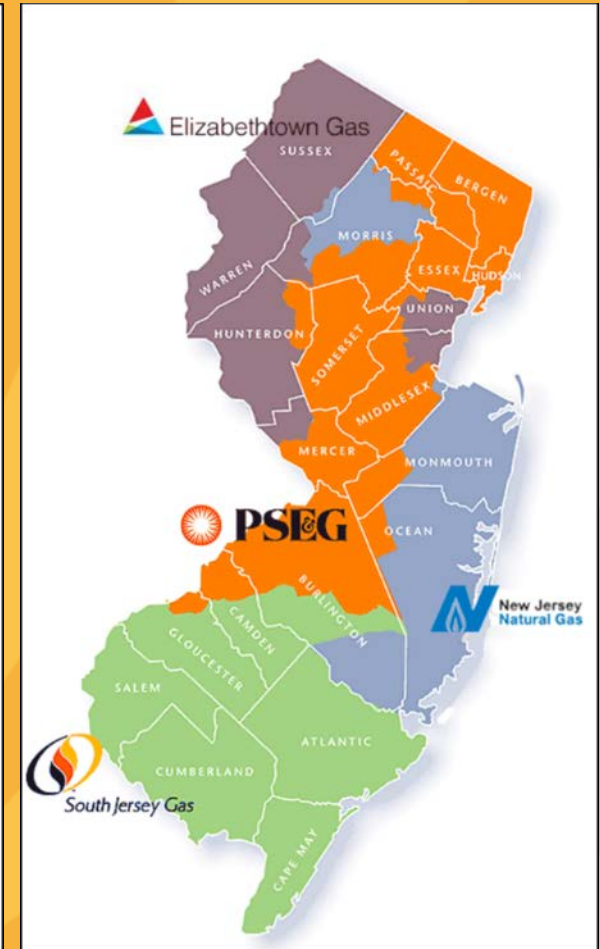 Elizabethtown Gas
SUSSEX
PASSAIC
BERGEN
MORRIS
ESSEX
HUDSON
WARREN
UNION
HUNTERDON
SOMERSET
MIDDLESEX
MERCER
MONMOUTH
OCEAN
PSE&G
BURLINGTON
New Jersey
Natural Gas
CAMDEN
GLOUCESTER
SALEM
ATLANTIC
CUMBERLAND
South Jersey Gas
CAPE MAY